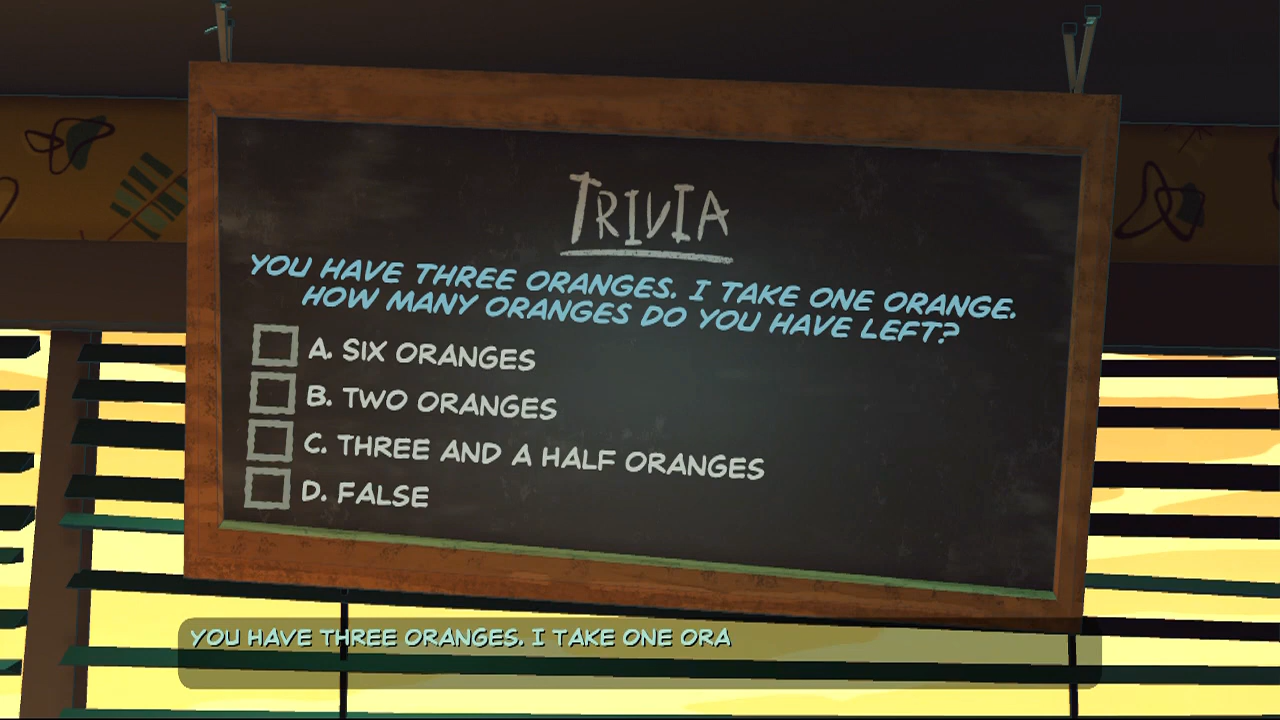 TRIVIA
YOU HAVE THREE ORANGES. I TAKE ONE ORANGE.
HOW MANY ORANGES DO YOU HAVE LEFT?
A. SIX ORANGES
B. TWO ORANGES
C. THREE AND A HALF ORANGES
D. FALSE
YOU HAVE THREE ORANGES. I TAKE ONE ORA